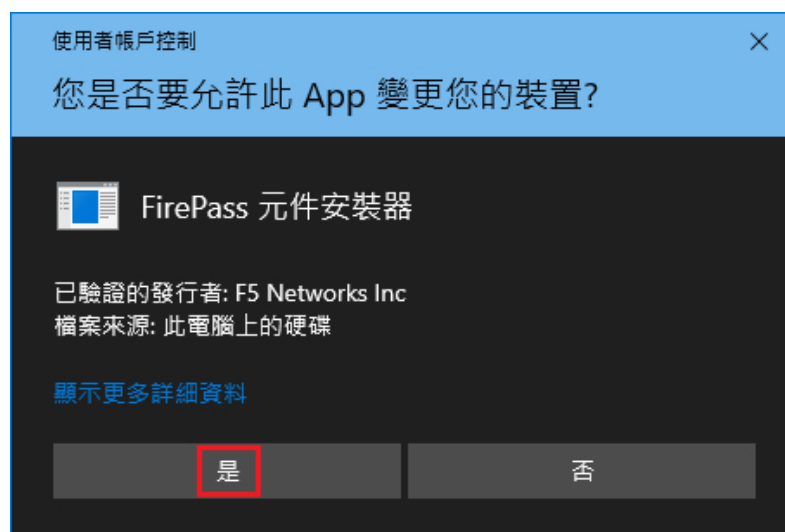 使用者帳戶控制
您是否要允許此 App 變更您的裝置?
FirePass 元件安裝器
已驗證的發行者: F5 Networks Inc
檔案來源: 此電腦上的硬碟
顯示更多詳細資料
是
否